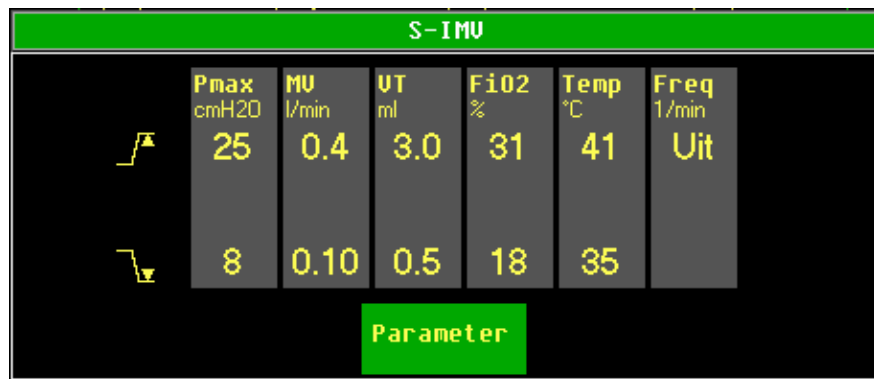 S-IMV
Pmax MV VT FiO2 Temp Freq
cmH2O l/min ml % °C 1/min
25 0.4 3.0 31 41 Uit
8 0.10 0.5 18 35
Parameter